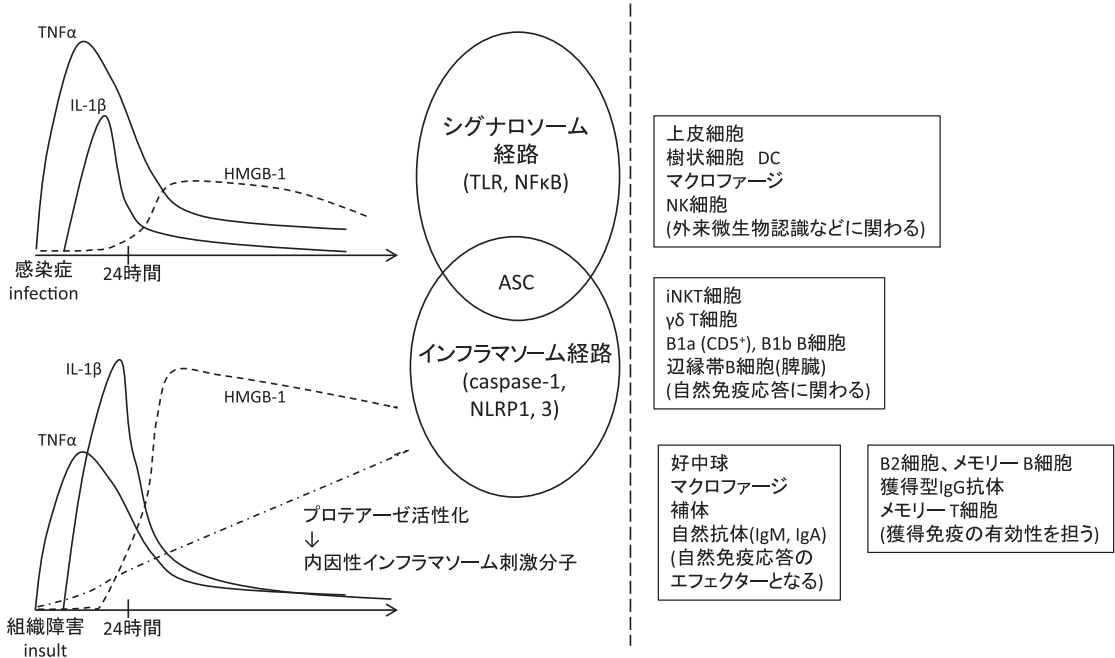 TNFα
IL-1β
HMGB-1
感染症
infection
24時間
IL-1β
HMGB-1
TNFα
プロテアーゼ活性化
↓
内因性インフラマソーム刺激分子
組織障害
insult
24時間
シグナロソーム
経路
(TLR, NFκB)
ASC
インフラマソーム経路
(caspase-1,
NLRP1, 3)
上皮細胞
樹状細胞 DC
マクロファージ
NK細胞
(外来微生物認識などに関わる)
iNKT細胞
γδ T細胞
B1a (CD5⁺), B1b B細胞
辺縁帯B細胞(脾臓)
(自然免疫応答に関わる)
好中球
マクロファージ
補体
自然抗体(IgM, IgA)
(自然免疫応答の
エフェクターとなる)
B2細胞、メモリー B細胞
獲得型IgG抗体
メモリー T細胞
(獲得免疫の有効性を担う)